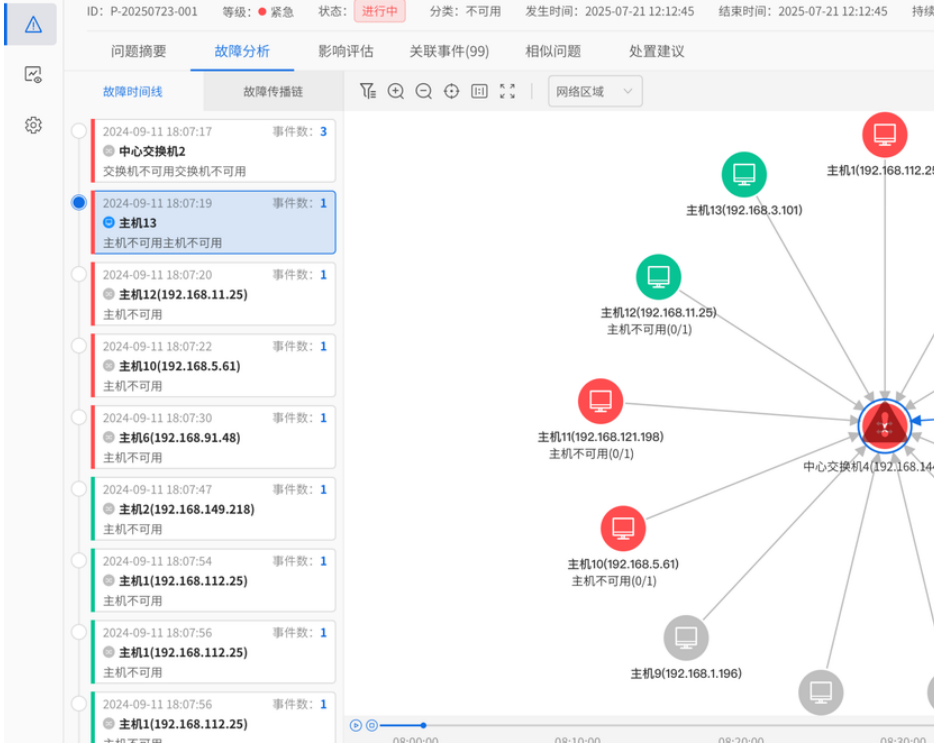 ID: P-20250723-001 等级: 紧急 状态: 进行中 分类: 不可用 发生时间: 2025-07-21 12:12:45 结束时间: 2025-07-21 12:12:45 持续
问题摘要 故障分析 影响评估 关联事件(99) 相似问题 处置建议
故障时间线 故障传播链
网络区域
2024-09-11 18:07:17 事件数: 3
中心交换机2
交换机不可用交换机不可用
2024-09-11 18:07:19 事件数: 1
主机13
主机不可用主机不可用
2024-09-11 18:07:20 事件数: 1
主机12(192.168.11.25)
主机不可用
2024-09-11 18:07:22 事件数: 1
主机10(192.168.5.61)
主机不可用
2024-09-11 18:07:30 事件数: 1
主机6(192.168.91.48)
主机不可用
2024-09-11 18:07:47 事件数: 1
主机2(192.168.149.218)
主机不可用
2024-09-11 18:07:54 事件数: 1
主机1(192.168.112.25)
主机不可用
2024-09-11 18:07:56 事件数: 1
主机1(192.168.112.25)
主机不可用
2024-09-11 18:07:56 事件数: 1
主机1(192.168.112.25)
主机不可用
主机1(192.168.112.25
主机13(192.168.3.101)
主机12(192.168.11.25)
主机不可用(0/1)
主机11(192.168.121.198)
主机不可用(0/1)
中心交换机4(192.168.144
主机10(192.168.5.61)
主机不可用(0/1)
主机9(192.168.1.196)
08:00:00 08:10:00 08:20:00 08:30:00